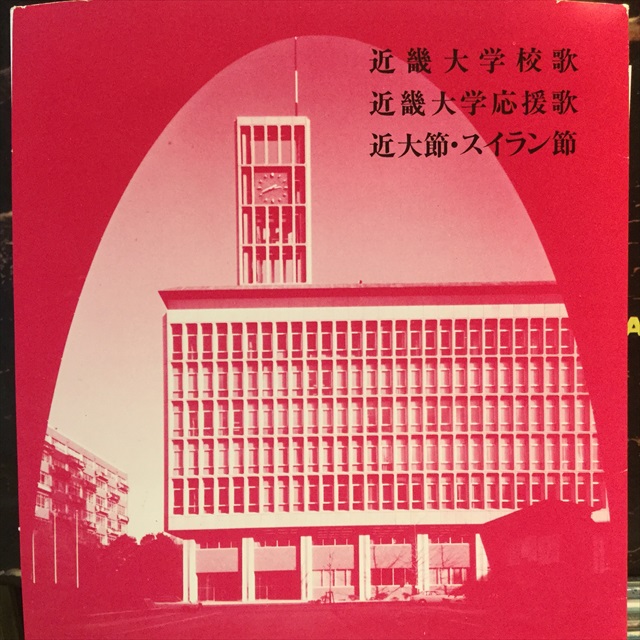 近畿大学校歌
近畿大学応援歌
近大節・スイラン節
A